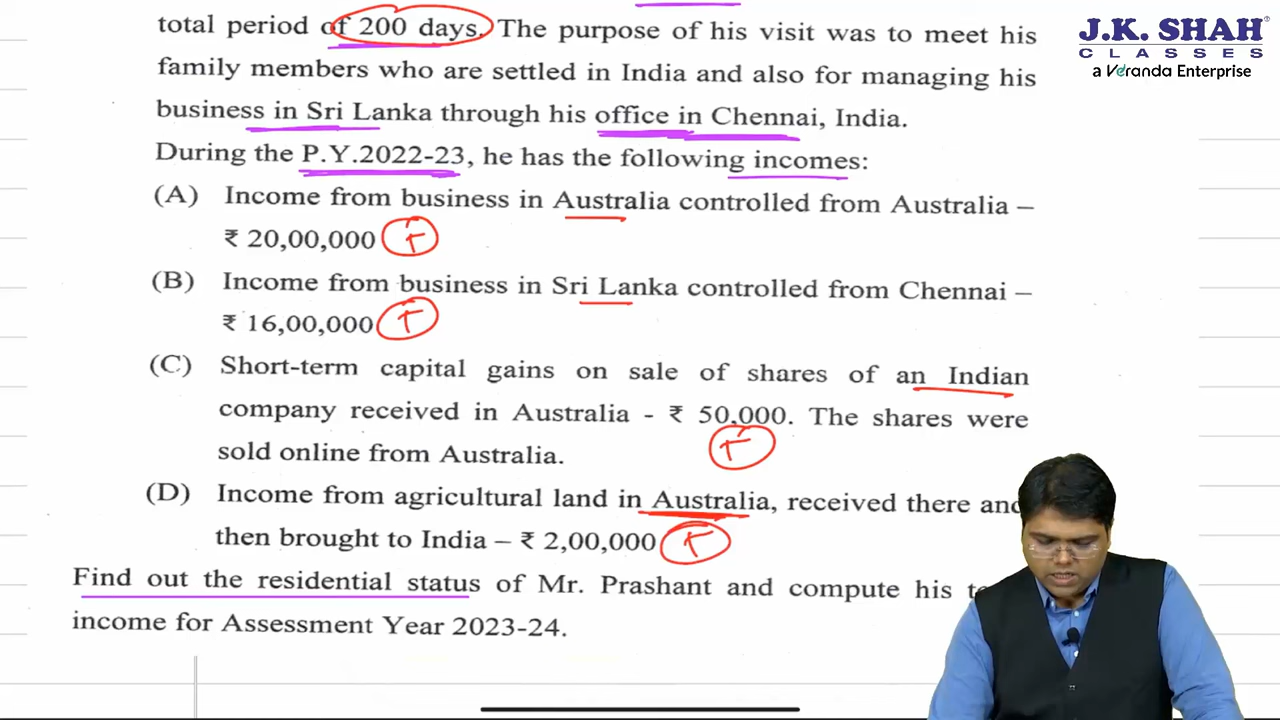 total period of 200 days. The purpose of his visit was to meet his
family members who are settled in India and also for managing his
business in Sri Lanka through his office in Chennai, India.
During the P.Y.2022-23, he has the following incomes:
(A) Income from business in Australia controlled from Australia –
₹ 20,00,000
(B) Income from business in Sri Lanka controlled from Chennai –
₹ 16,00,000
(C) Short-term capital gains on sale of shares of an Indian
company received in Australia - ₹ 50,000. The shares were
sold online from Australia.
(D) Income from agricultural land in Australia, received there and
then brought to India – ₹ 2,00,000
Find out the residential status of Mr. Prashant and compute his
income for Assessment Year 2023-24.
J.K. SHAH
CLASSES
a Veranda Enterprise